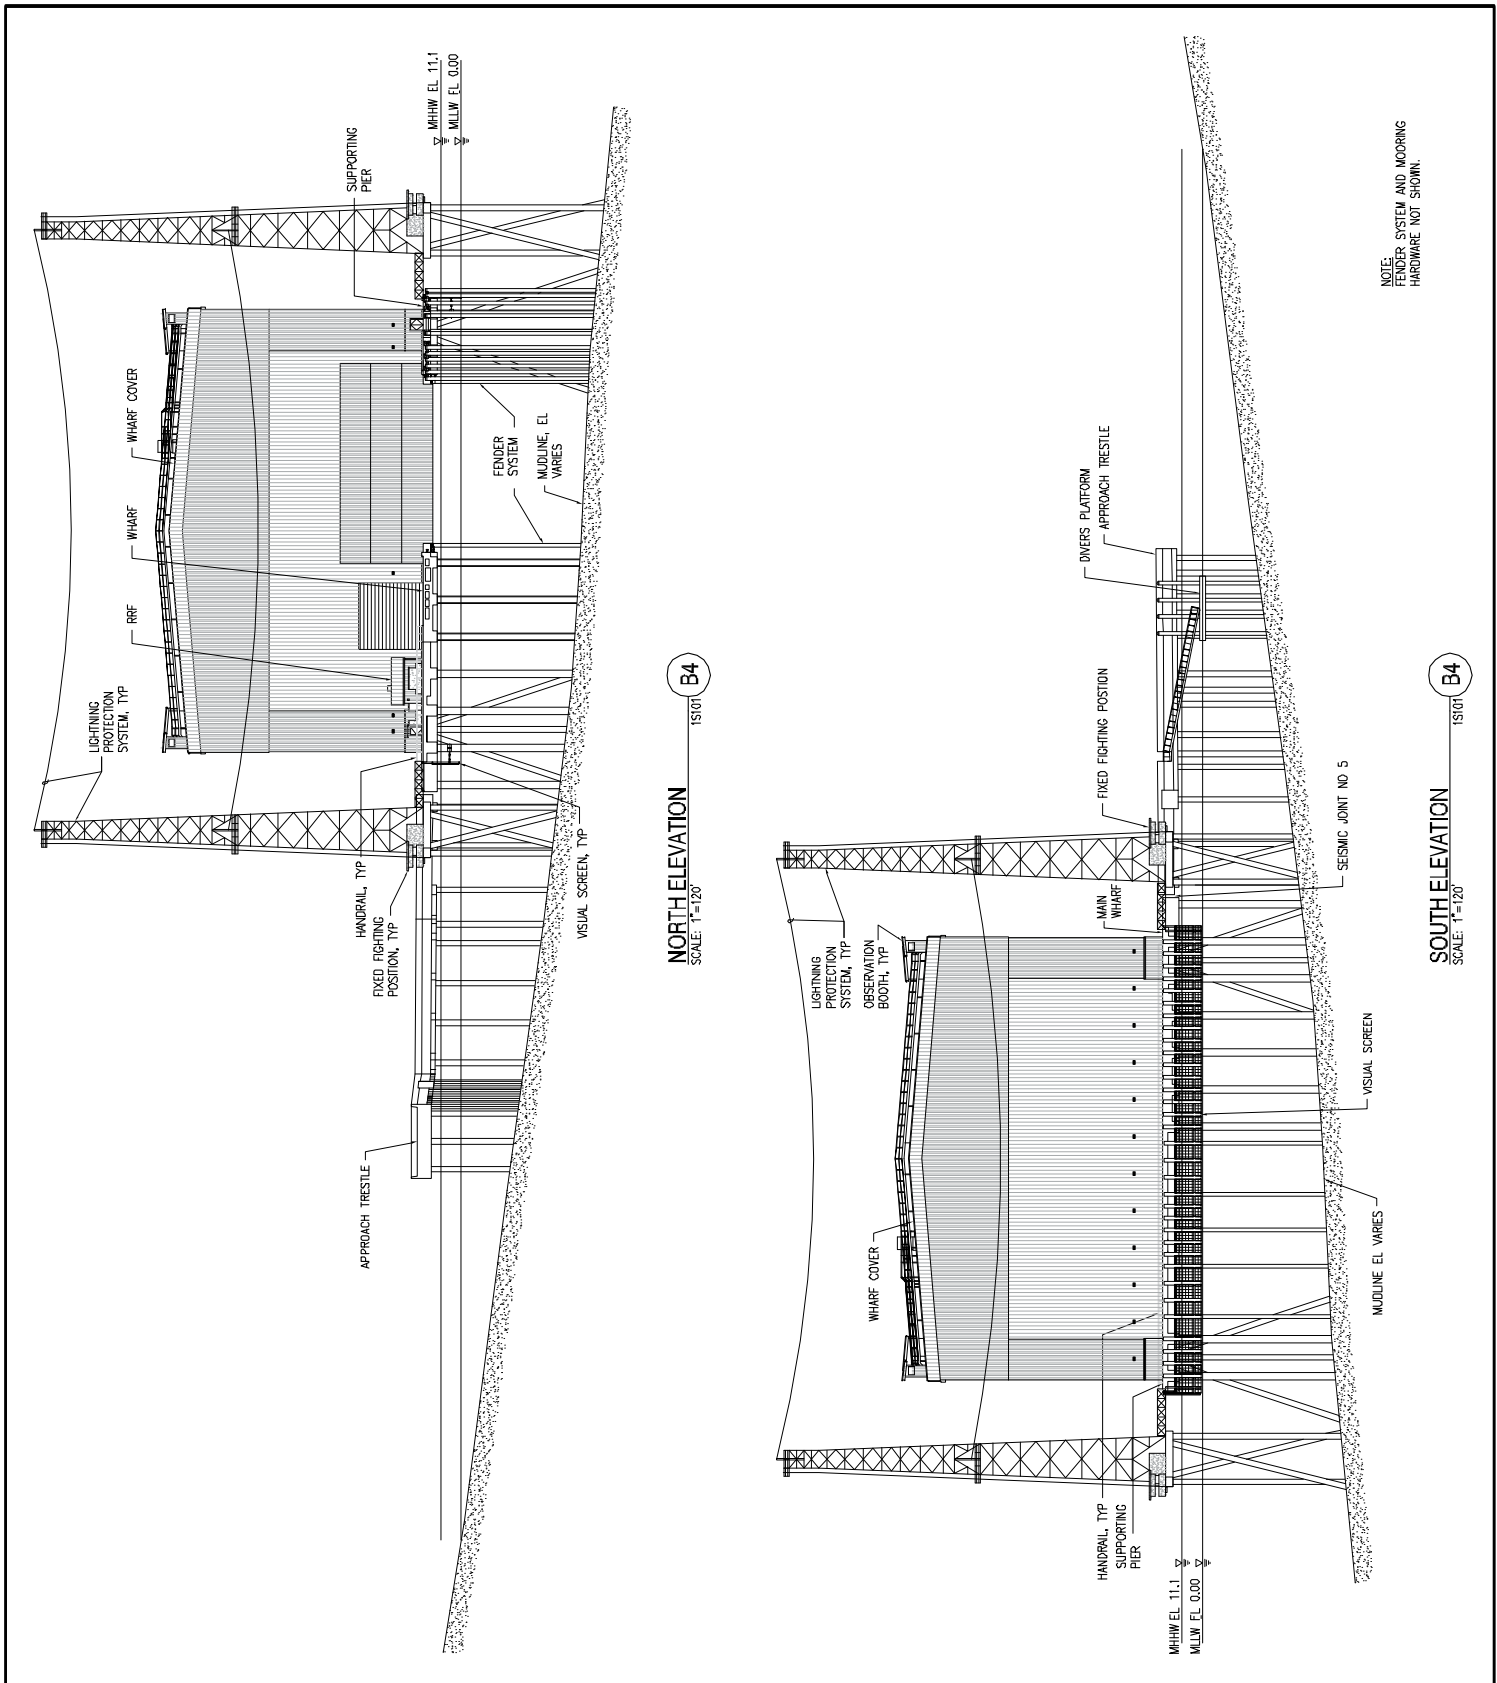 LIGHTNING
PROTECTION
SYSTEM, TYP
RRF
WHARF
WHARF COVER
SUPPORTING
PIER
MHHW EL 11.1
MLLW EL 0.00
FENDER
SYSTEM
MUDLINE, EL
VARIES
HANDRAIL, TYP
FIXED FIGHTING
POSITION, TYP
VISUAL SCREEN, TYP
APPROACH TRESTLE
NORTH ELEVATION
SCALE: 1"=120'
B4
1S101
LIGHTNING
PROTECTION
SYSTEM, TYP
OBSERVATION
BOOTH, TYP
WHARF COVER
MAIN
WHARF
FIXED FIGHTING POSTION
DIVERS PLATFORM
APPROACH TRESTLE
HANDRAIL, TYP
SUPPORTING
PIER
MHHW EL 11.1
MLLW EL 0.00
SEISMIC JOINT NO 5
VISUAL SCREEN
MUDLINE EL VARIES
NOTE:
FENDER SYSTEM AND MOORING
HARDWARE NOT SHOWN.
SOUTH ELEVATION
SCALE: 1"=120'
B4
1S101